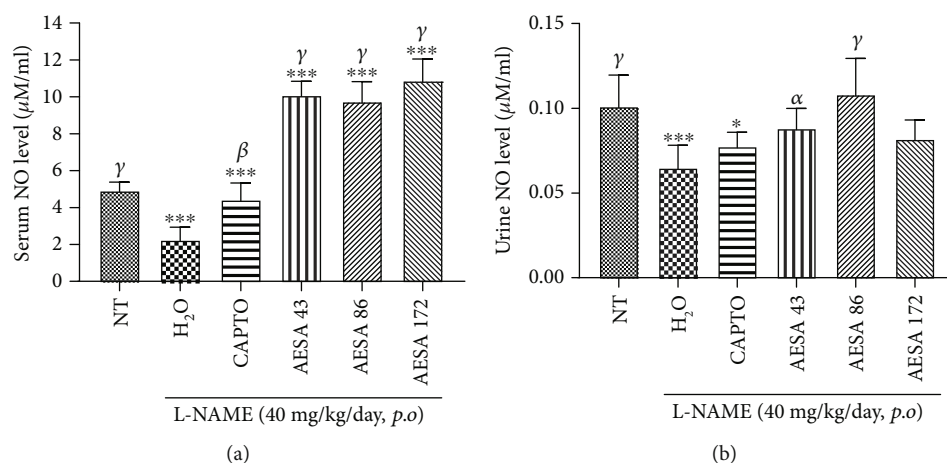 (a)
Serum NO level (μM/ml)
14
12
10
8
6
4
2
0
γ
***
β
***
γ
***
γ
***
γ
***
NT
H₂O
CAPTO
AESA 43
AESA 86
AESA 172
L-NAME (40 mg/kg/day, p.o)
(b)
Urine NO level (μM/ml)
0.15
0.10
0.05
0.00
γ
***
*
α
γ
NT
H₂O
CAPTO
AESA 43
AESA 86
AESA 172
L-NAME (40 mg/kg/day, p.o)